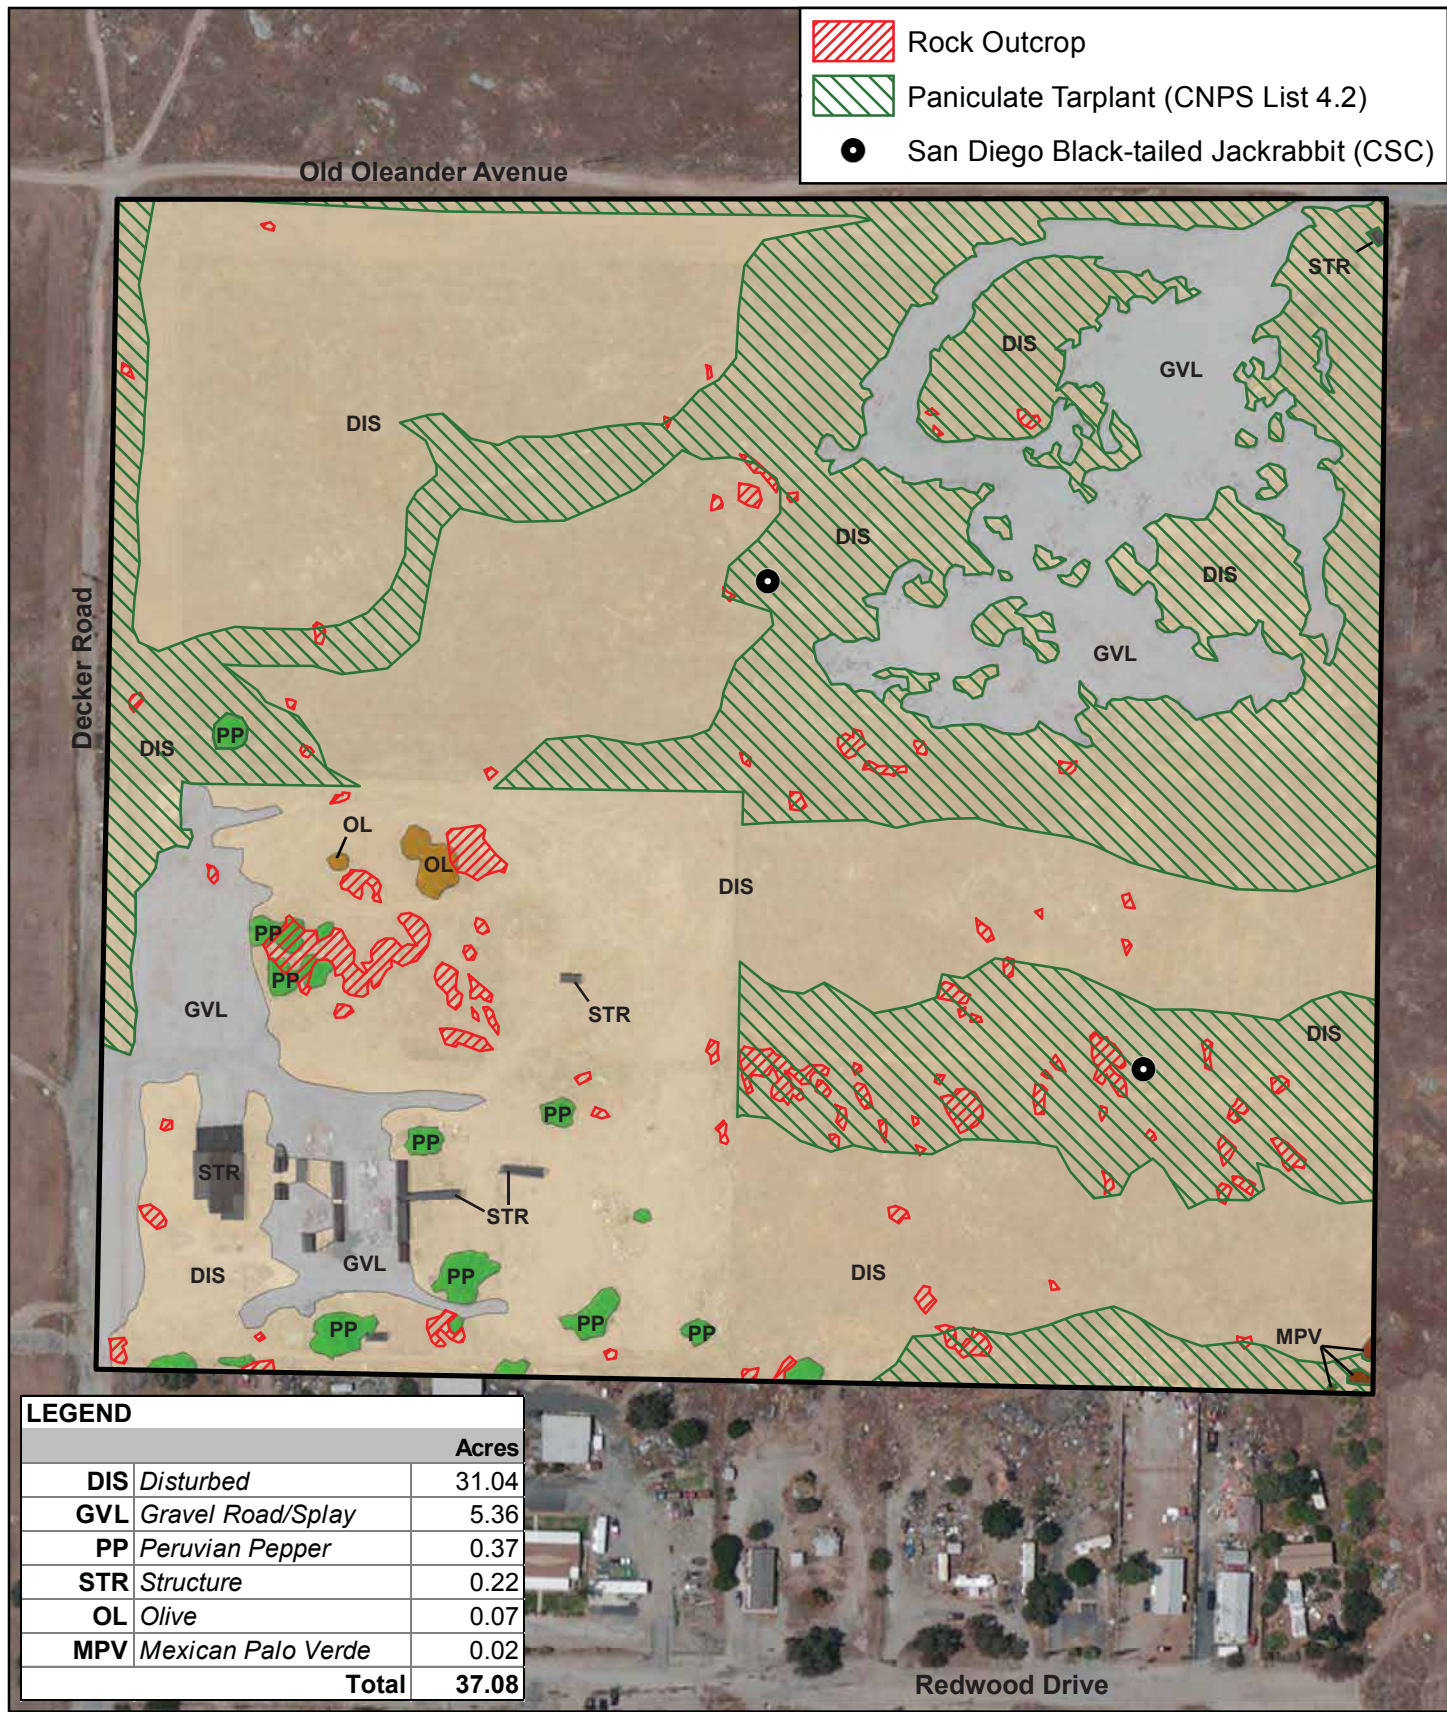 Rock Outcrop
Paniculate Tarplant (CNPS List 4.2)
San Diego Black-tailed Jackrabbit (CSC)
Old Oleander Avenue
STR
DIS
GVL
DIS
DIS
DIS
Decker Road
GVL
PP
DIS
OL
OL
DIS
PP
PP
GVL
STR
DIS
PP
PP
STR
STR
DIS
GVL
DIS
PP
PP
PP
PP
MPV
LEGEND
Acres
DIS Disturbed 31.04
GVL Gravel Road/Splay 5.36
PP Peruvian Pepper 0.37
STR Structure 0.22
OL Olive 0.07
MPV Mexican Palo Verde 0.02
Total 37.08
Redwood Drive